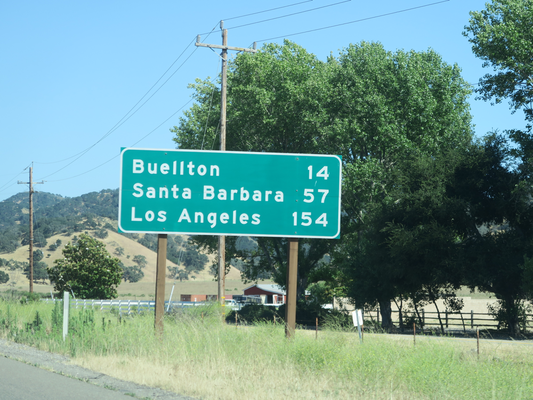 Buellton 14
Santa Barbara 57
Los Angeles 154